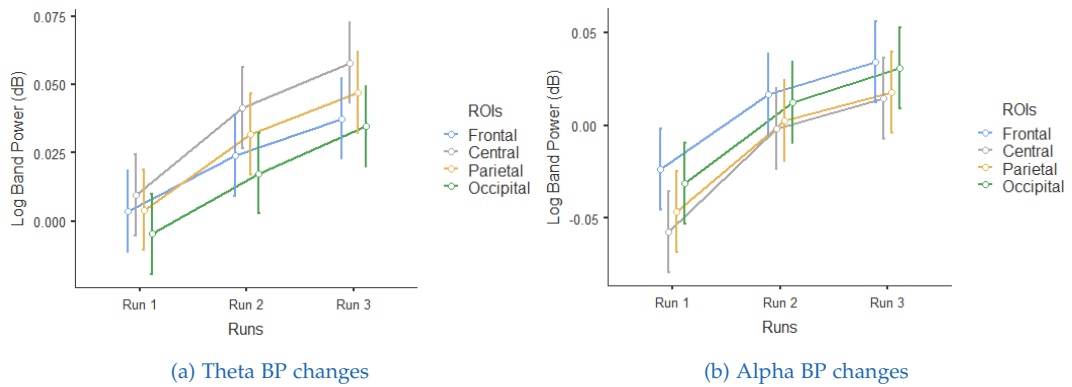 Log Band Power (dB)
0.075
0.050
0.025
0.000
Run 1
Run 2
Run 3
Runs
ROIs
Frontal
Central
Parietal
Occipital
(a) Theta BP changes
Log Band Power (dB)
0.05
0.00
-0.05
Run 1
Run 2
Run 3
Runs
ROIs
Frontal
Central
Parietal
Occipital
(b) Alpha BP changes